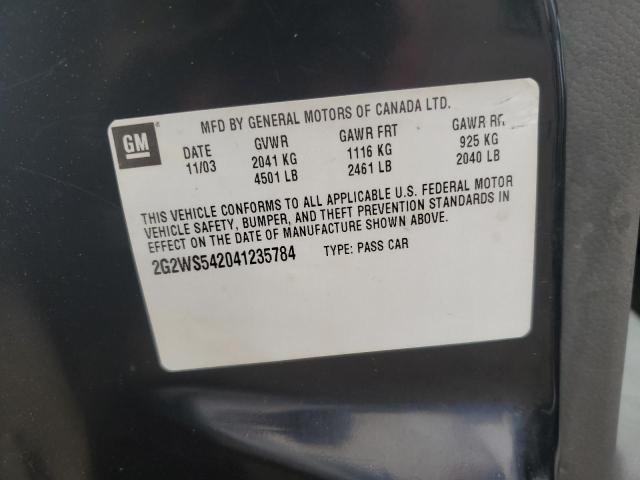 MFD BY GENERAL MOTORS OF CANADA LTD.
GM
DATE GVWR GAWR FRT GAWR RR
11/03 2041 KG 1116 KG 925 KG
4501 LB 2461 LB 2040 LB
THIS VEHICLE CONFORMS TO ALL APPLICABLE U.S. FEDERAL MOTOR
VEHICLE SAFETY, BUMPER, AND THEFT PREVENTION STANDARDS IN
EFFECT ON THE DATE OF MANUFACTURE SHOWN ABOVE.
2G2WS542041235784 TYPE: PASS CAR